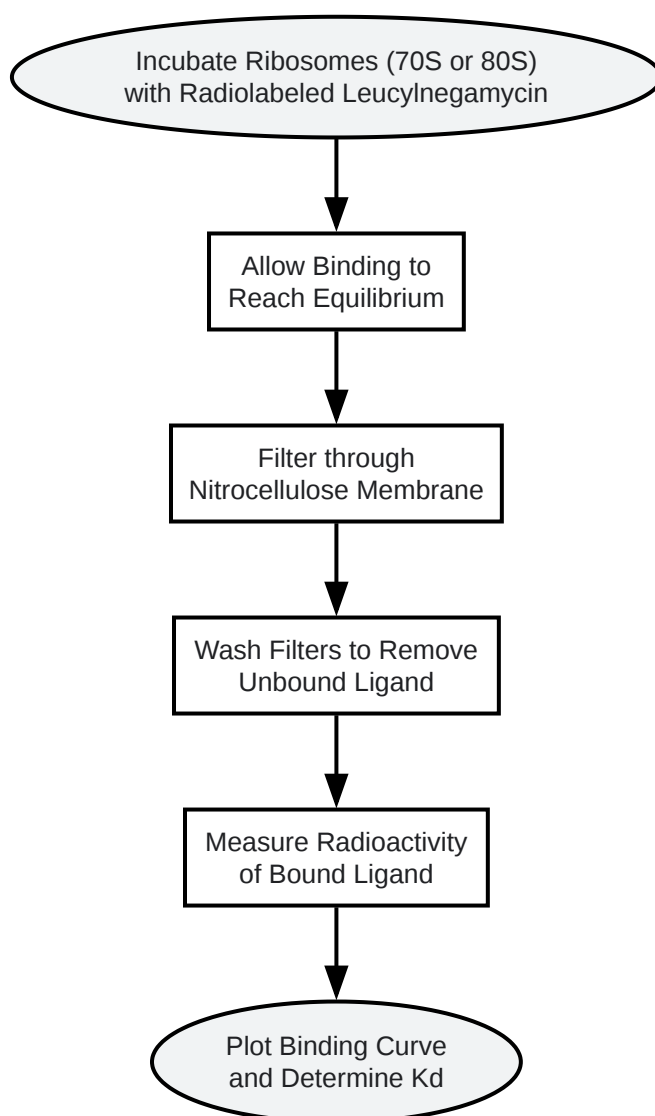 Incubate Ribosomes (70S or 80S)
with Radiolabeled Leucylnegamycin
Allow Binding to
Reach Equilibrium
Filter through
Nitrocellulose Membrane
Wash Filters to Remove
Unbound Ligand
Measure Radioactivity
of Bound Ligand
Plot Binding Curve
and Determine Kd